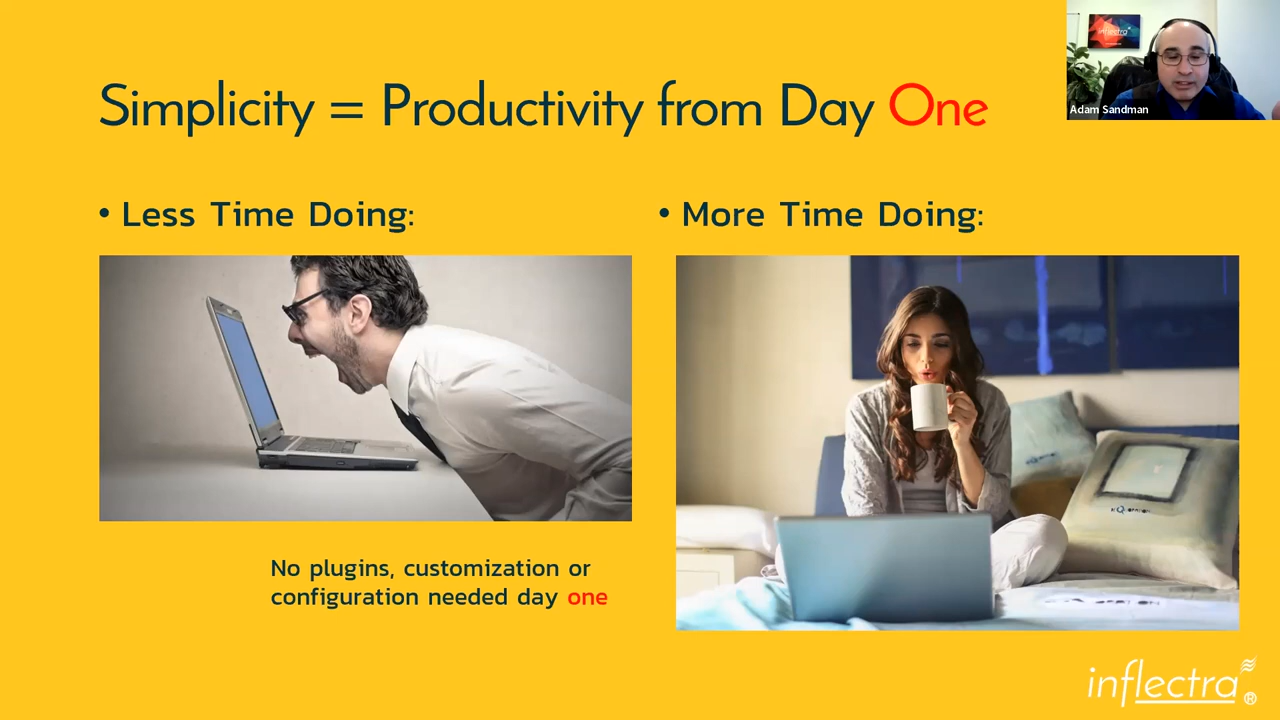 inflectra
Adam Sandman
Simplicity = Productivity from Day One
• Less Time Doing:
• More Time Doing:
No plugins, customization or
configuration needed day one
inflectra®